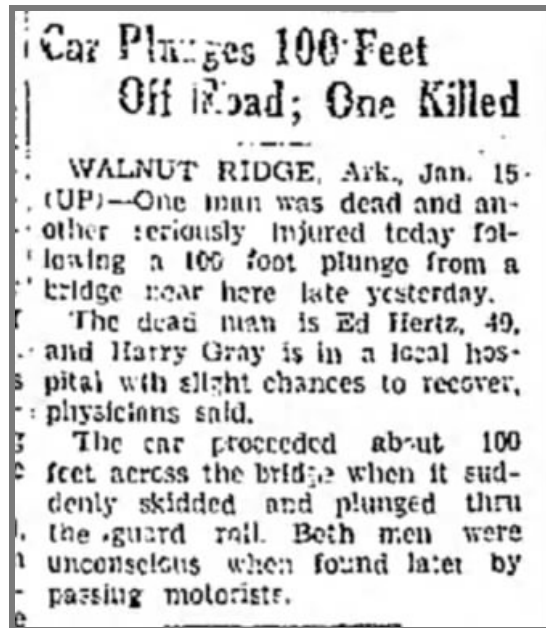 Car Plunges 100 Feet
Off Road; One Killed
WALNUT RIDGE, Ark., Jan. 15
(UP)—One man was dead and an-
other seriously injured today fol-
lowing a 100 foot plunge from a
bridge near here late yesterday.
The dead man is Ed Hertz, 49,
and Harry Gray is in a local hos-
pital wth slight chances to recover,
physicians said.
The car proceeded about 100
feet across the bridge when it sud-
denly skidded and plunged thru
the guard rail. Both men were
unconscious when found later by
passing motorists.